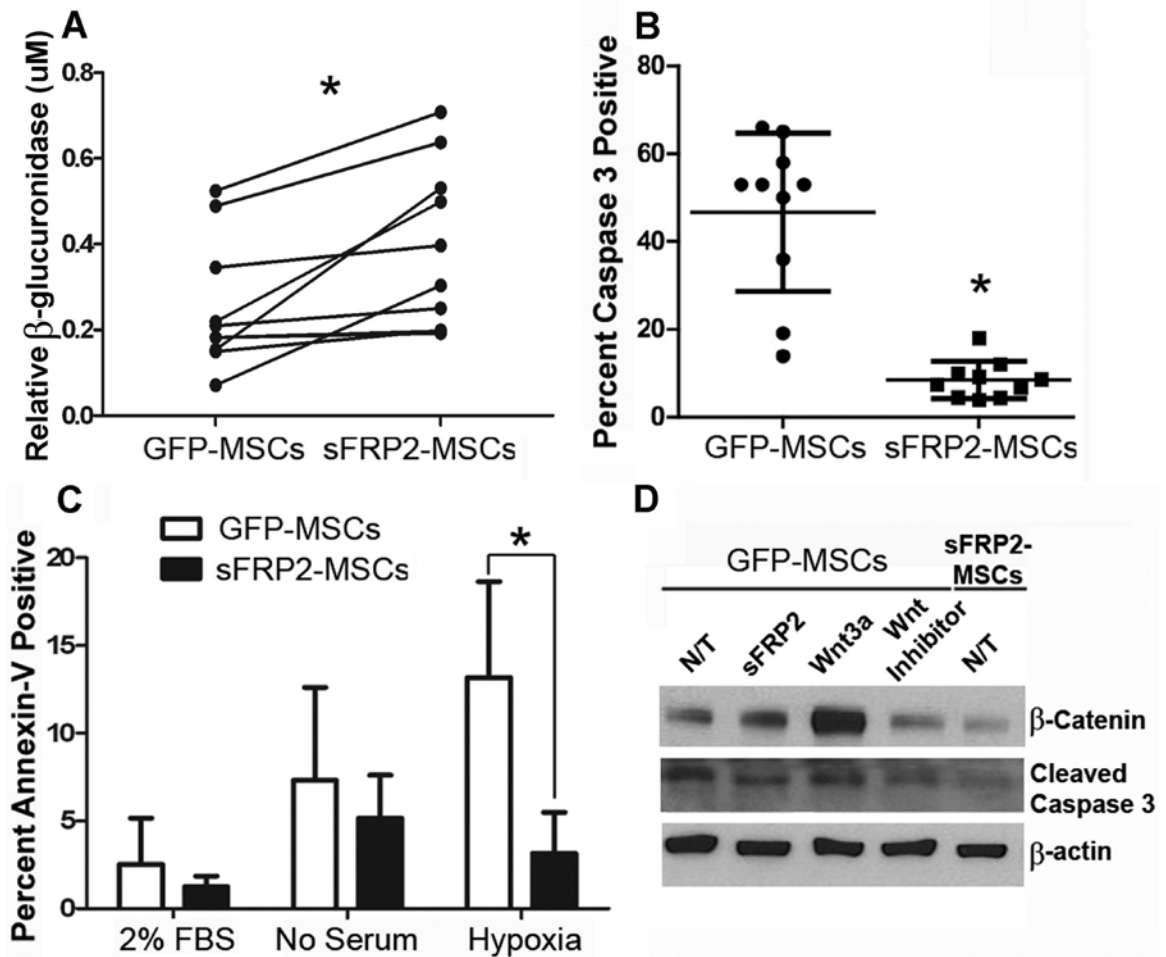 A
Relative β-glucuronidase (uM)
0.8
0.6
0.4
0.2
0.0
*
GFP-MSCs sFRP2-MSCs
B
Percent Caspase 3 Positive
80
60
40
20
0
*
GFP-MSCs sFRP2-MSCs
C
Percent Annexin-V Positive
20
15
10
5
0
GFP-MSCs
sFRP2-MSCs
*
2% FBS No Serum Hypoxia
D
GFP-MSCs
sFRP2-
MSCs
N/T
sFRP2
Wnt3a
Wnt
Inhibitor
N/T
β-Catenin
Cleaved
Caspase 3
β-actin